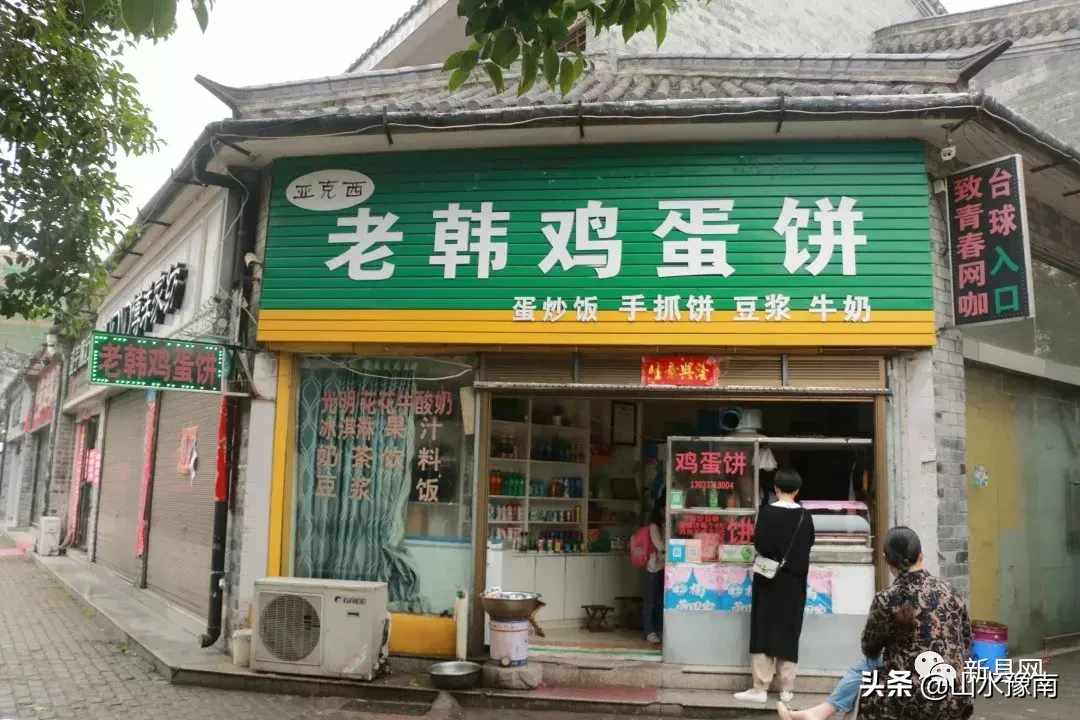 亚克西
老韩鸡蛋饼
蛋炒饭 手抓饼 豆浆 牛奶
致青春网咖
台球入口
老韩鸡蛋饼
光明花花牛酸奶
冰淇淋果汁
奶茶饮料
豆浆 饭
鸡蛋饼
GREE
新县网
头条@山水豫南